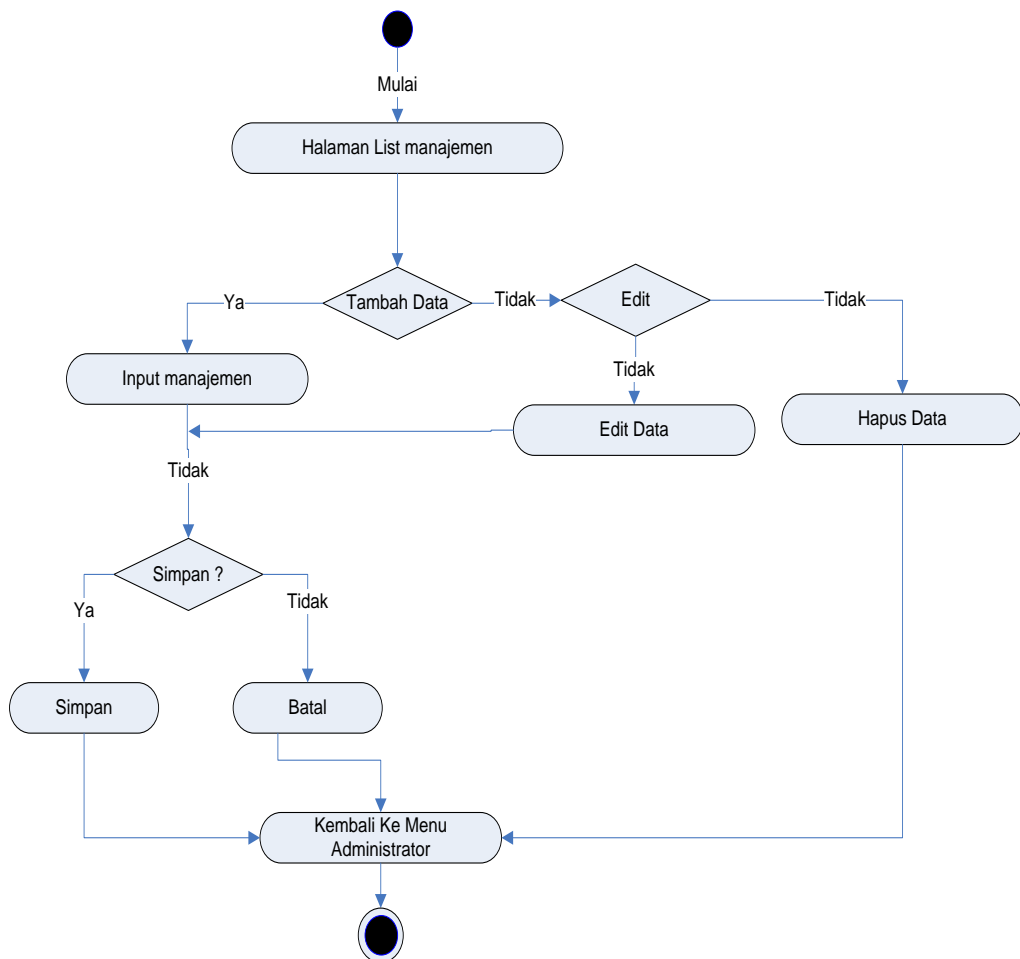 Mulai
Halaman List manajemen
Tambah Data
Ya
Tidak
Edit
Tidak
Input manajemen
Tidak
Edit Data
Hapus Data
Tidak
Simpan ?
Ya
Tidak
Simpan
Batal
Kembali Ke Menu
Administrator